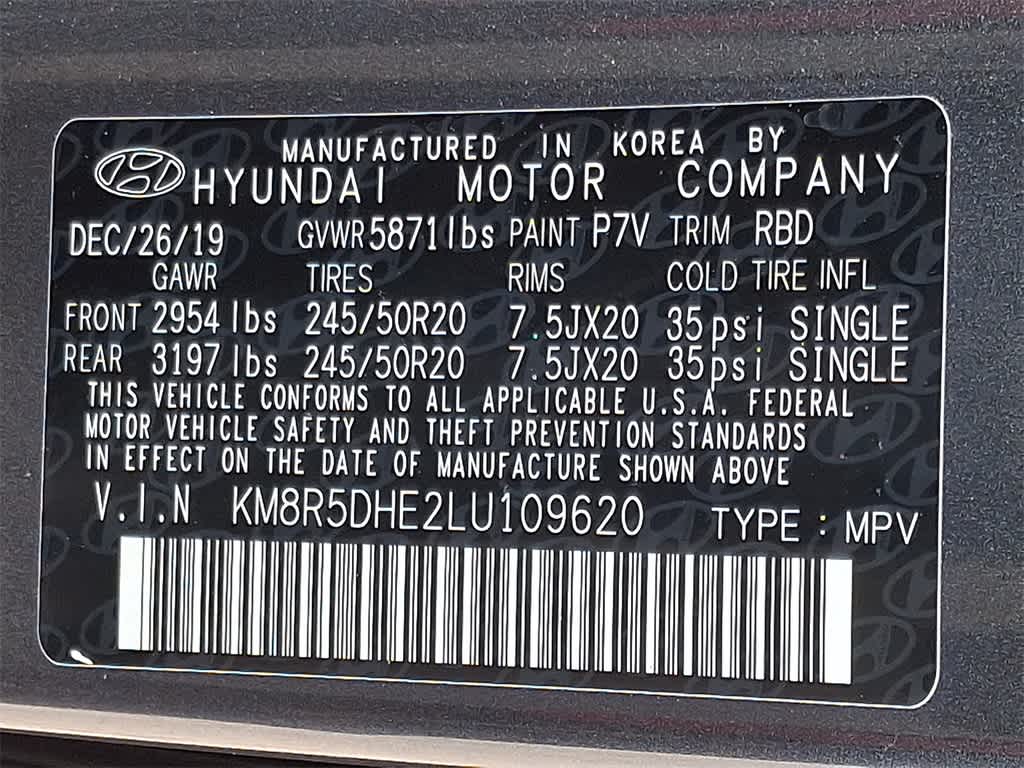 MANUFACTURED IN KOREA BY
HYUNDAI MOTOR COMPANY
DEC/26/19 GVWR 5871lbs PAINT P7V TRIM RBD
GAWR TIRES RIMS COLD TIRE INFL
FRONT 2954 lbs 245/50R20 7.5JX20 35psi SINGLE
REAR 3197 lbs 245/50R20 7.5JX20 35psi SINGLE
THIS VEHICLE CONFORMS TO ALL APPLICABLE U.S.A. FEDERAL
MOTOR VEHICLE SAFETY AND THEFT PREVENTION STANDARDS
IN EFFECT ON THE DATE OF MANUFACTURE SHOWN ABOVE
V.I.N KM8R5DHE2LU109620 TYPE : MPV